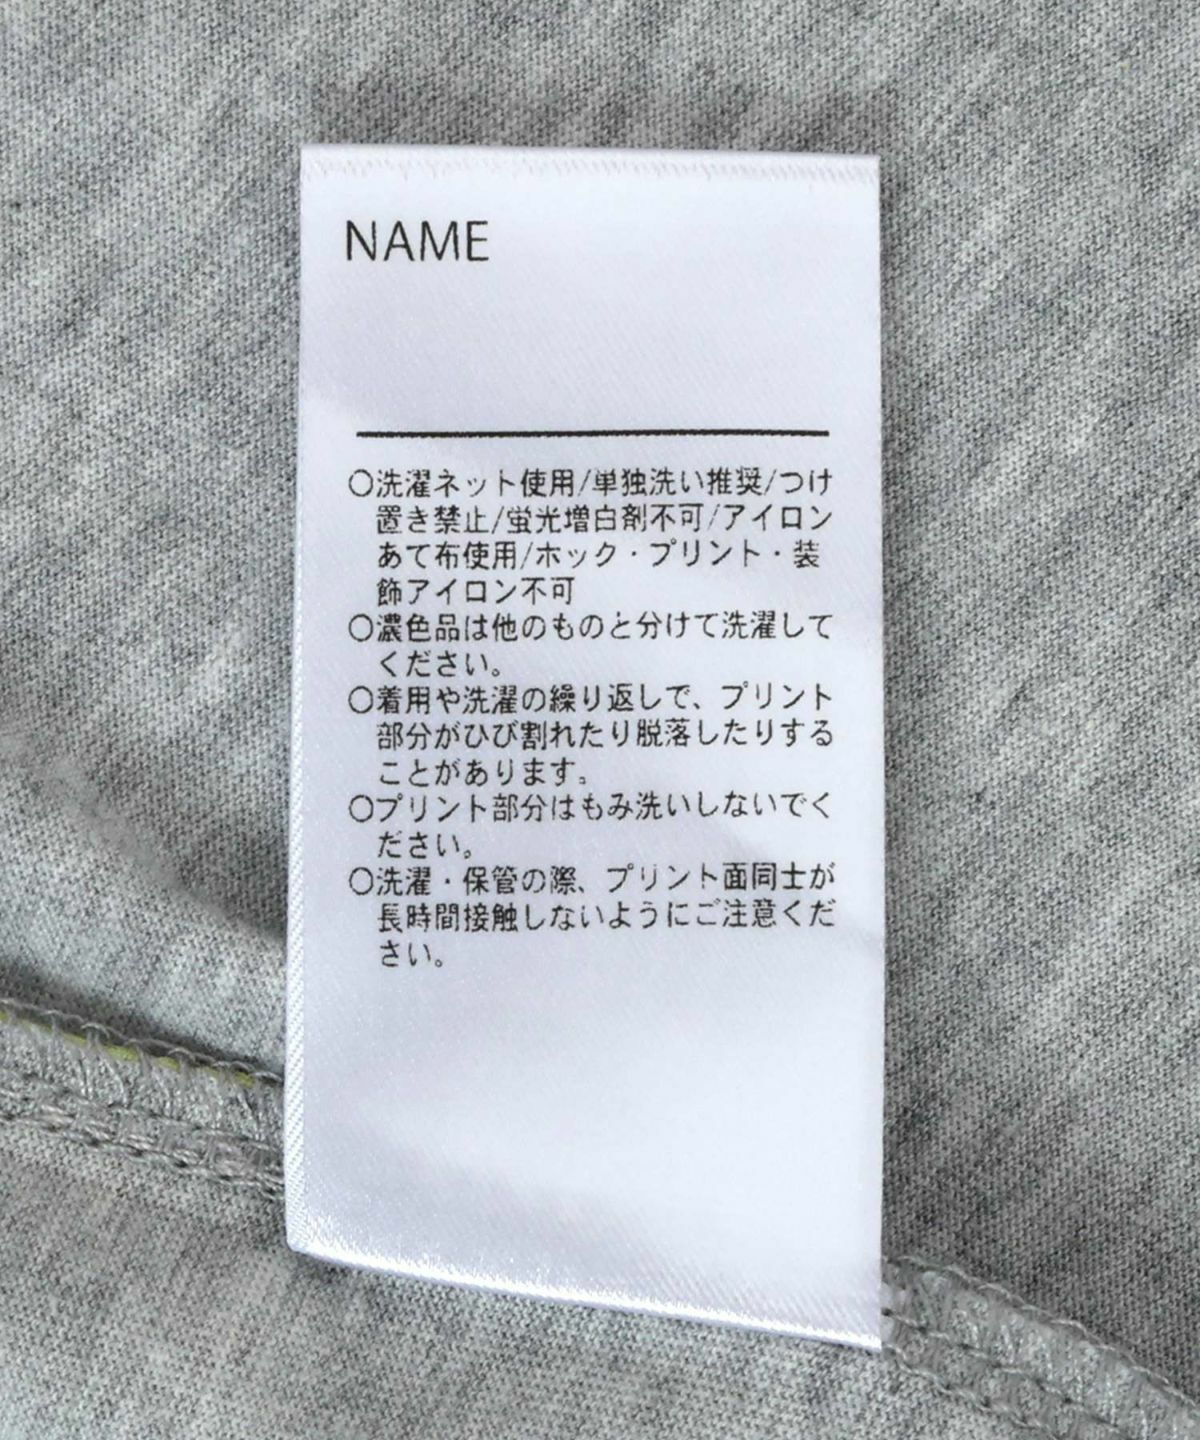 NAME
○洗濯ネット使用/単独洗い推奨/つけ
置き禁止/蛍光増白剤不可/アイロン
あて布使用/ホック・プリント・装
飾アイロン不可
○濃色品は他のものと分けて洗濯して
ください。
○着用や洗濯の繰り返しで、プリント
部分がひび割れたり脱落したりする
ことがあります。
○プリント部分はもみ洗いしないでく
ださい。
○洗濯・保管の際、プリント面同士が
長時間接触しないようにご注意くだ
さい。